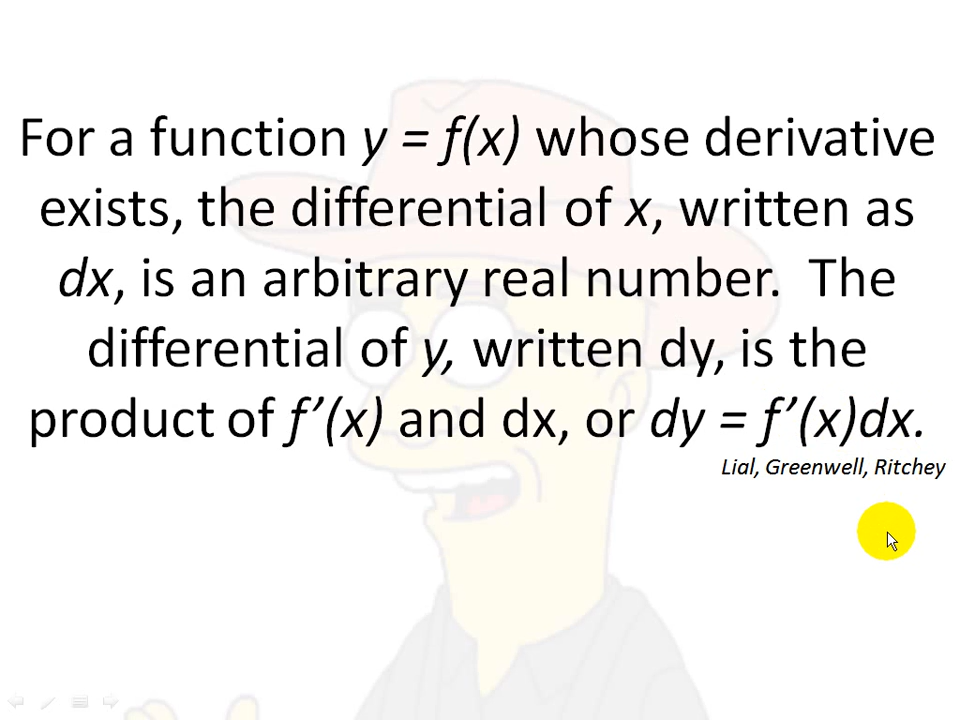 For a function y = f(x) whose derivative
exists, the differential of x, written as
dx, is an arbitrary real number.  The
differential of y, written dy, is the
product of f’(x) and dx, or dy = f’(x)dx.
Lial, Greenwell, Ritchey